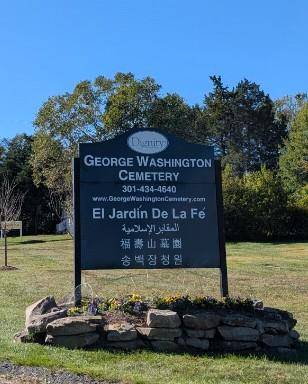 Dignity
GEORGE WASHINGTON
CEMETERY
301-434-4640
www.GeorgeWashingtonCemetery.com
El Jardín De La Fé
المقابر الإسلامية
福壽山墓園
송백장청원